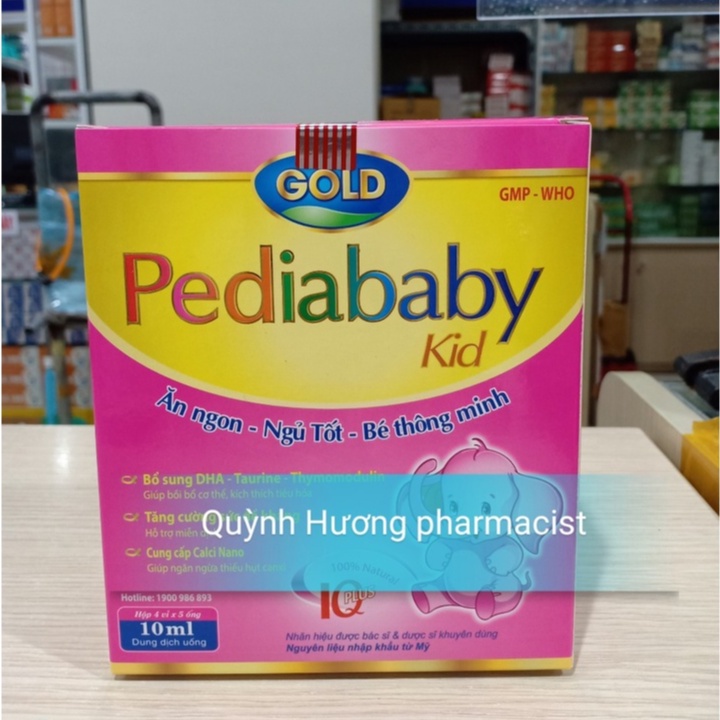 GOLD
GMP - WHO
Pediababy
Kid
Ăn ngon - Ngủ Tốt - Bé thông minh
Bổ sung DHA - Taurine - Thymomodulin
Giúp bồi bổ cơ thể, kích thích tiêu hóa
Tăng cường
Quỳnh Hương pharmacist
Hỗ trợ miễn
Cung cấp Calci Nano
Giúp ngăn ngừa thiếu hụt canxi
100% Natural
IQ PLUS
Hotline: 1900 986 893
Hộp 4 vỉ x 5 ống
10ml
Dung dịch uống
Nhãn hiệu được bác sĩ & dược sĩ khuyên dùng
Nguyên liệu nhập khẩu từ Mỹ